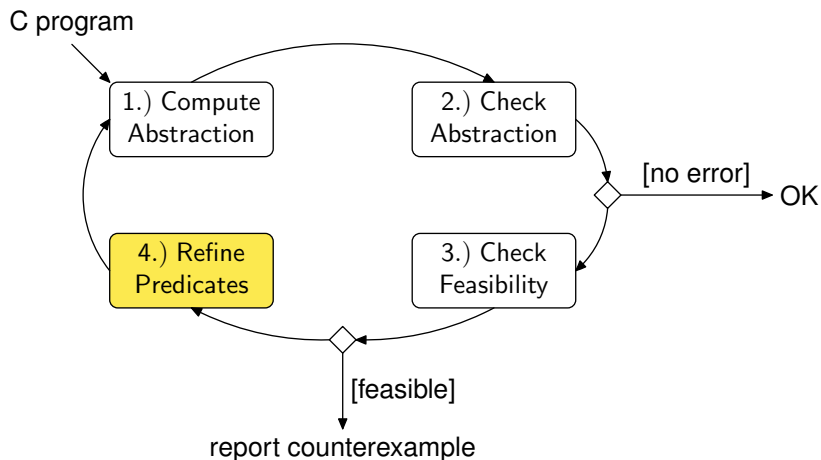 C program
1.) Compute
Abstraction
2.) Check
Abstraction
[no error]
OK
4.) Refine
Predicates
3.) Check
Feasibility
[feasible]
report counterexample